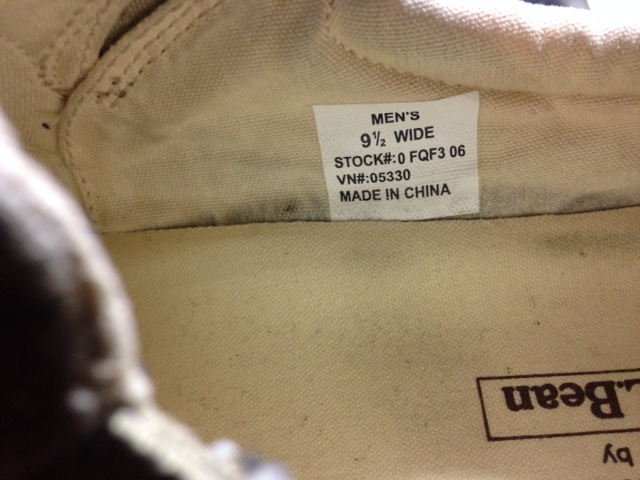 MEN'S
9½ WIDE
STOCK#:0 FQF3 06
VN#:05330
MADE IN CHINA
L.Bean
by